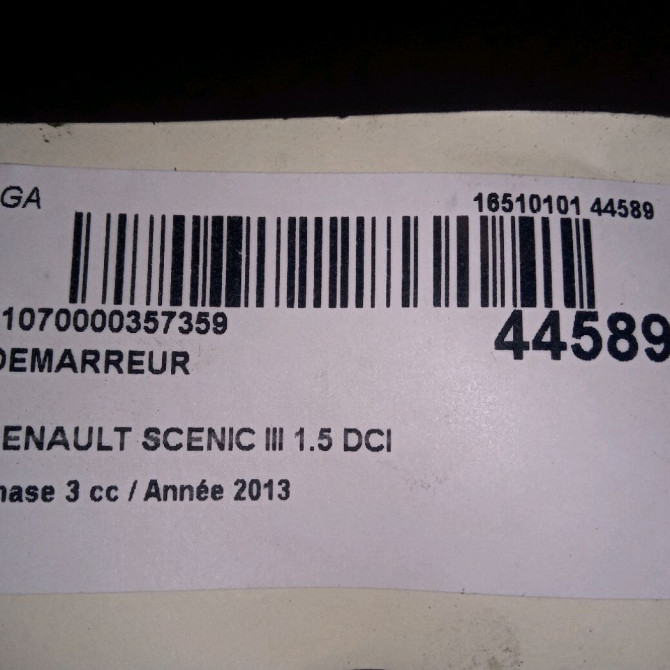 GA
16510101 44589
1070000357359
44589
DEMARREUR
ENAULT SCENIC III 1.5 DCI
hase 3 cc / Année 2013